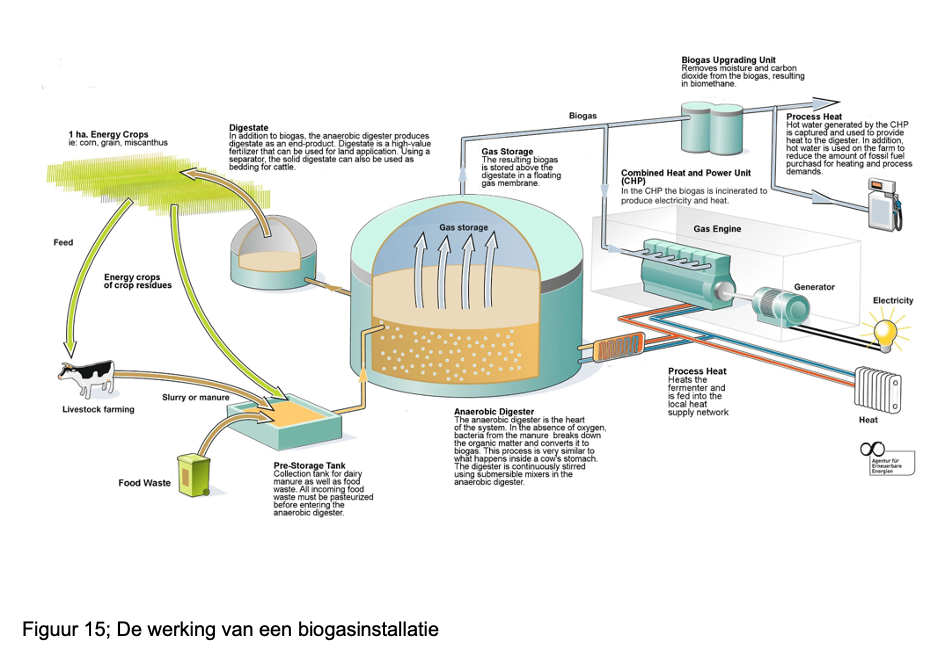 Biogas Upgrading Unit
Removes moisture and carbon
dioxide from the biogas, resulting
in biomethane.
Biogas
Process Heat
Hot water generated by the CHP
is captured and used to provide
heat to the digester. In addition,
hot water is used on the farm to
reduce the amount of fossil fuel
purchasd for heating and process
demands.
1 ha. Energy Crops
ie: corn, grain, miscanthus
Digestate
In addition to biogas, the anaerobic digester produces
digestate as an end-product. Digestate is a high-value
fertilizer that can be used for land application. Using a
separator, the solid digestate can also be used as
bedding for cattle.
Gas Storage
The resulting biogas
is stored above the
digestate in a floating
gas membrane.
Combined Heat and Power Unit
(CHP)
In the CHP the biogas is incinerated to
produce electricity and heat.
Gas storage
Gas Engine
Feed
Energy crops
of crop residues
Generator
Electricity
Livestock farming
Slurry or manure
Process Heat
Heats the
fermenter and
is fed into the
local heat
supply network
Heat
Anaerobic Digester
The anaerobic digester is the heart
of the system. In the absence of oxygen,
bacteria from the manure breaks down
the organic matter and converts it to
biogas. This process is very similar to
what happens inside a cow's stomach.
The digester is continuously stirred
using submersible mixers in the
anaerobic digester.
Food Waste
Pre-Storage Tank
Collection tank for dairy
manure as well as food
waste. All incoming food
waste must be pasteurized
before entering the
anaerobic digester.
Agentur für
Erneuerbare
Energien
Figuur 15; De werking van een biogasinstallatie